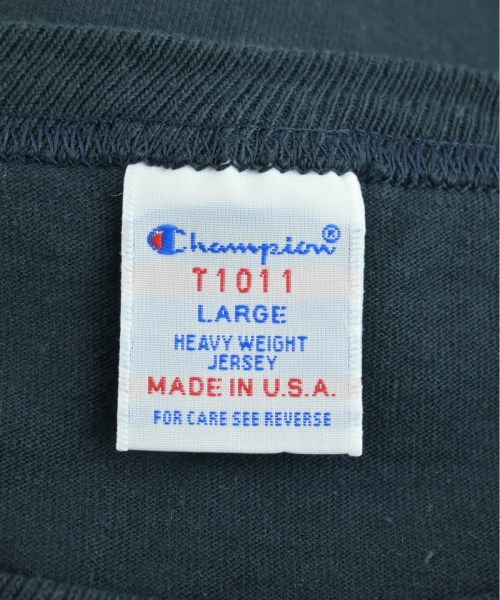 Champion®
T1011
LARGE
HEAVY WEIGHT
JERSEY
MADE IN U.S.A.
FOR CARE SEE REVERSE